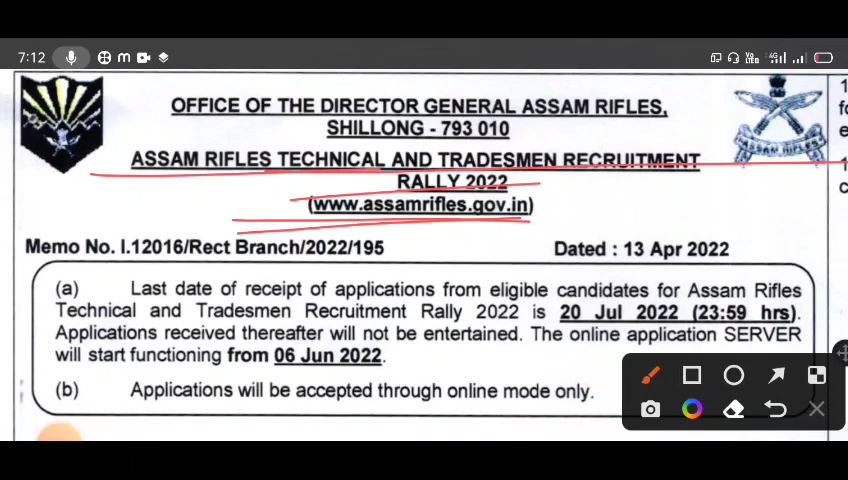 7:12
OFFICE OF THE DIRECTOR GENERAL ASSAM RIFLES,
SHILLONG - 793 010
ASSAM RIFLES TECHNICAL AND TRADESMEN RECRUITMENT
RALLY 2022
(www.assamrifles.gov.in)
Memo No. I.12016/Rect Branch/2022/195 Dated : 13 Apr 2022
(a) Last date of receipt of applications from eligible candidates for Assam Rifles
Technical and Tradesmen Recruitment Rally 2022 is 20 Jul 2022 (23:59 hrs).
Applications received thereafter will not be entertained. The online application SERVER
will start functioning from 06 Jun 2022.
(b) Applications will be accepted through online mode only.